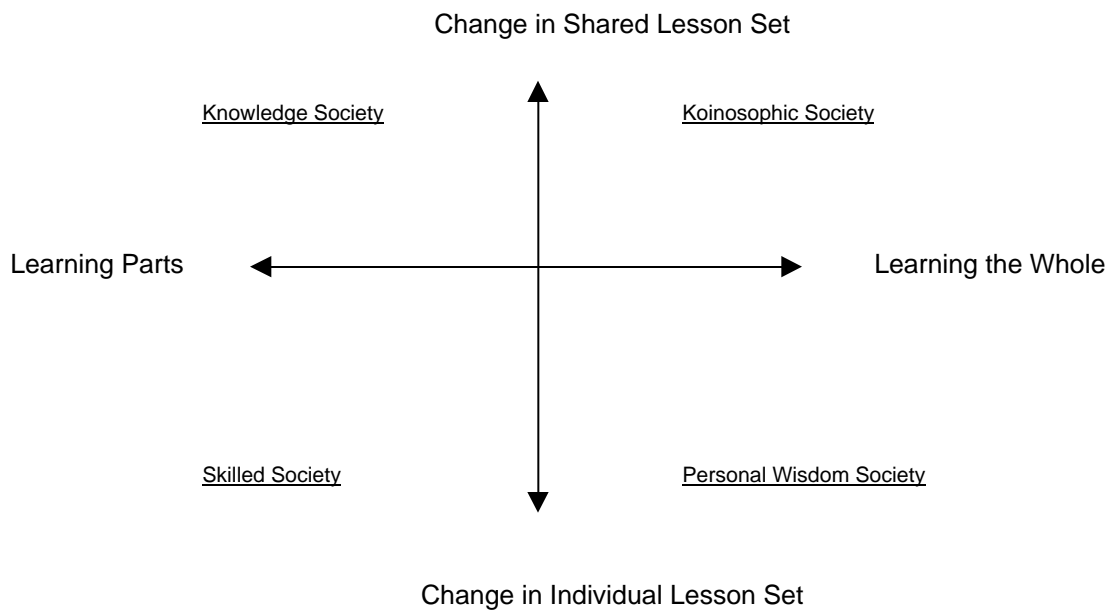 Change in Shared Lesson Set
Knowledge Society
Koinosophic Society
Learning Parts
Learning the Whole
Skilled Society
Personal Wisdom Society
Change in Individual Lesson Set